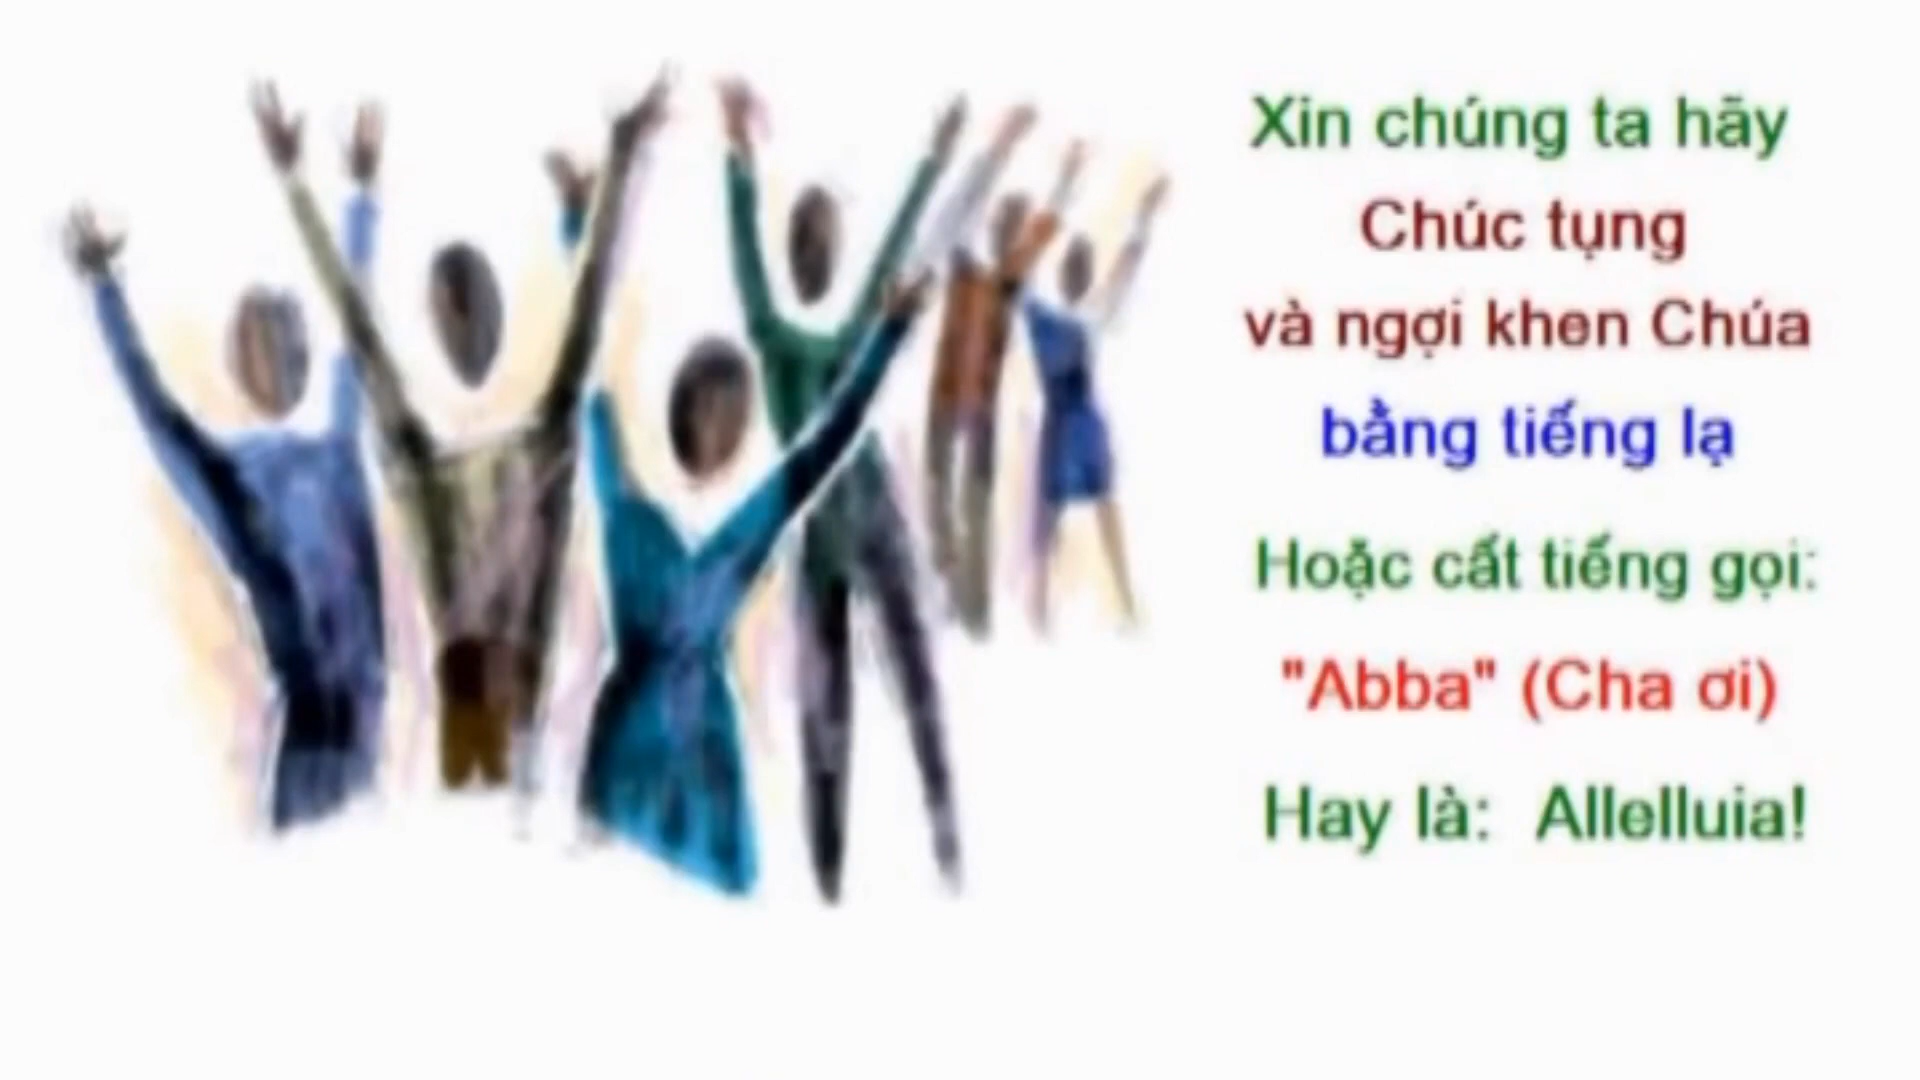 Xin chúng ta hãy
Chúc tụng
và ngợi khen Chúa
bằng tiếng lạ
Hoặc cất tiếng gọi:
"Abba" (Cha ơi)
Hay là: Allelluia!